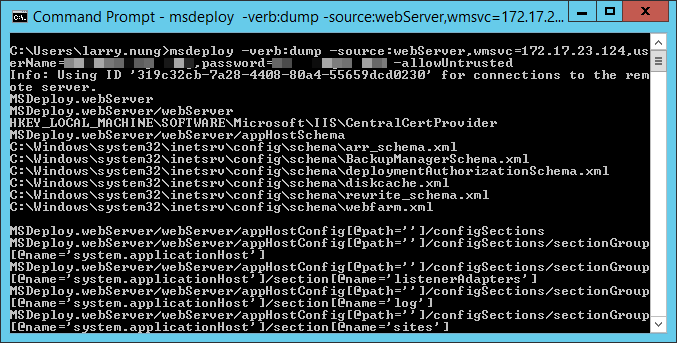 Command Prompt - msdeploy -verb:dump -source:webServer,wmsvc=172.17.2...
C:\Users\larry.nung>msdeploy -verb:dump -source:webServer,wmsvc=172.17.23.124,us
erName= ,password= -allowUntrusted
Info: Using ID '319c32cb-7a28-4408-80a4-55659dcd0230' for connections to the rem
ote server.
MSDeploy.webServer
MSDeploy.webServer/webServer
HKEY_LOCAL_MACHINE\SOFTWARE\Microsoft\IIS\CentralCertProvider
MSDeploy.webServer/webServer/appHostSchema
C:\Windows\system32\inetsrv\config\schema\arr_schema.xml
C:\Windows\system32\inetsrv\config\schema\BackupManagerSchema.xml
C:\Windows\system32\inetsrv\config\schema\deploymentAuthorizationSchema.xml
C:\Windows\system32\inetsrv\config\schema\diskcache.xml
C:\Windows\system32\inetsrv\config\schema\rewrite_schema.xml
C:\Windows\system32\inetsrv\config\schema\webfarm.xml
MSDeploy.webServer/webServer/appHostConfig[@path='']/configSections
MSDeploy.webServer/webServer/appHostConfig[@path='']/configSections/sectionGroup
[@name='system.applicationHost']
MSDeploy.webServer/webServer/appHostConfig[@path='']/configSections/sectionGroup
[@name='system.applicationHost']/section[@name='listenerAdapters']
MSDeploy.webServer/webServer/appHostConfig[@path='']/configSections/sectionGroup
[@name='system.applicationHost']/section[@name='log']
MSDeploy.webServer/webServer/appHostConfig[@path='']/configSections/sectionGroup
[@name='system.applicationHost']/section[@name='sites']